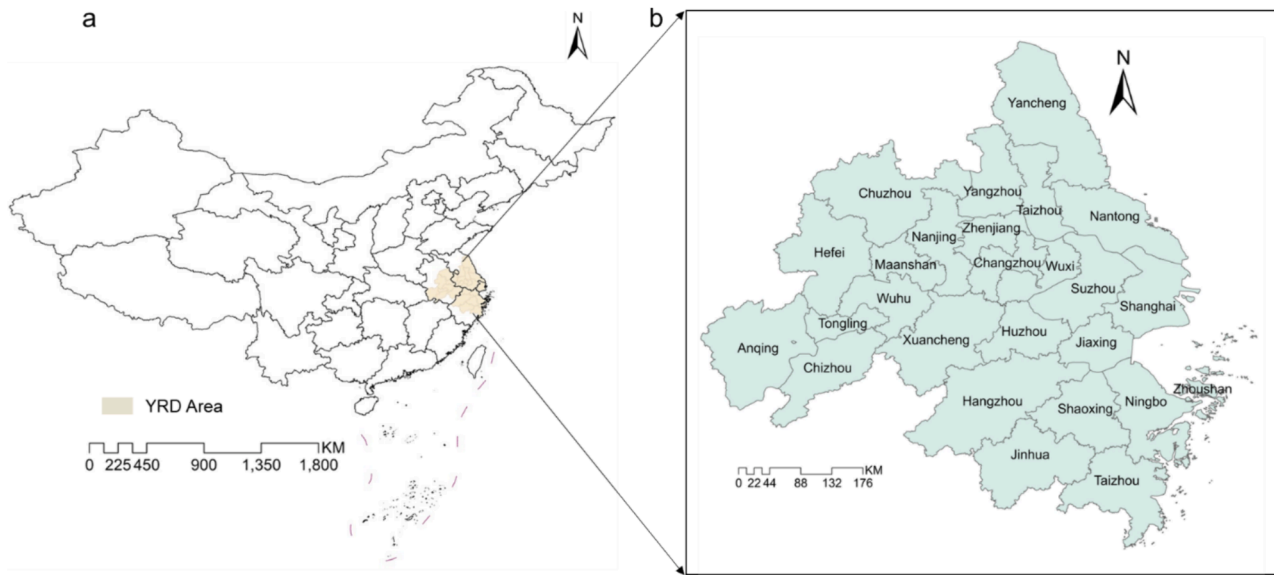 a
N
YRD Area
0 225 450 900 1,350 1,800 KM
b
N
Yancheng
Chuzhou
Yangzhou
Taizhou
Nantong
Nanjing
Zhenjiang
Hefei
Maanshan
Changzhou
Wuxi
Wuhu
Suzhou
Shanghai
Tongling
Anqing
Xuancheng
Huzhou
Jiaxing
Chizhou
Hangzhou
Shaoxing
Ningbo
Zhoushan
Jinhua
Taizhou
0 22 44 88 132 176 KM